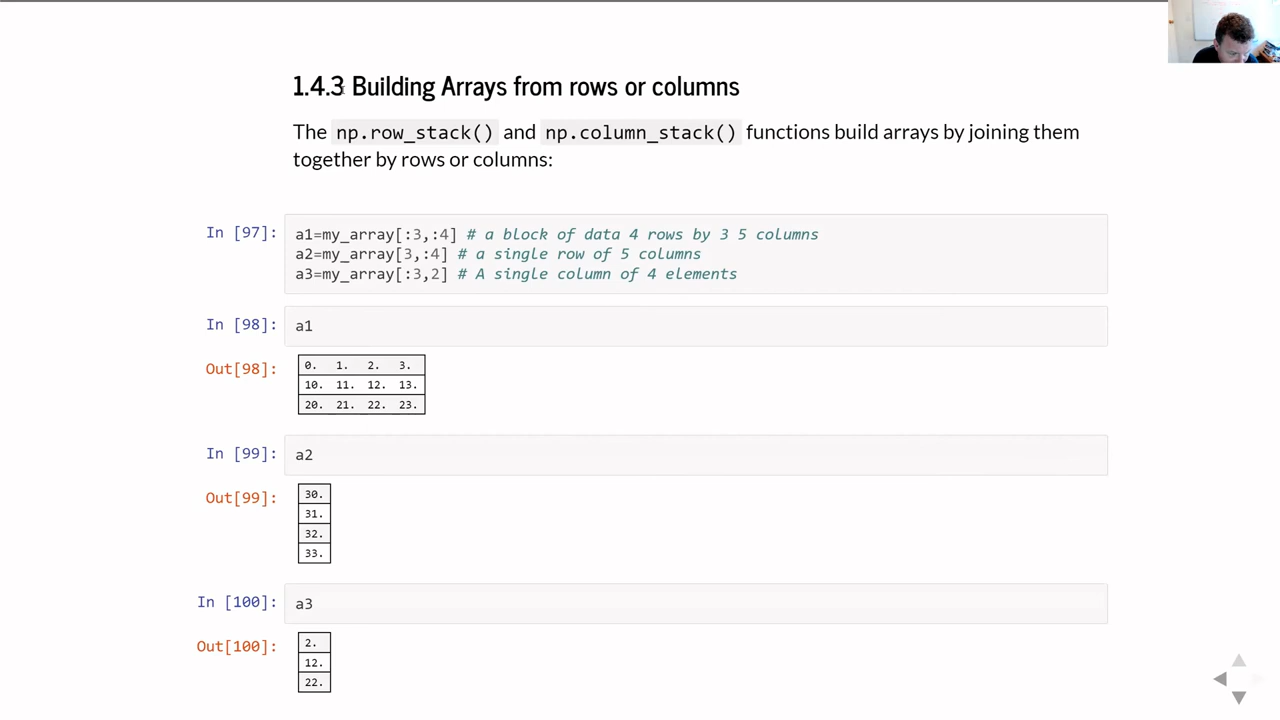 1.4.3 Building Arrays from rows or columns
The np.row_stack() and np.column_stack() functions build arrays by joining them
together by rows or columns:
In [97]:
a1=my_array[:3,:4] # a block of data 4 rows by 3 5 columns
a2=my_array[3,:4] # a single row of 5 columns
a3=my_array[:3,2] # A single column of 4 elements
In [98]: a1
Out[98]:
0. 1. 2. 3.
10. 11. 12. 13.
20. 21. 22. 23.
In [99]: a2
Out[99]:
30.
31.
32.
33.
In [100]: a3
Out[100]:
2.
12.
22.